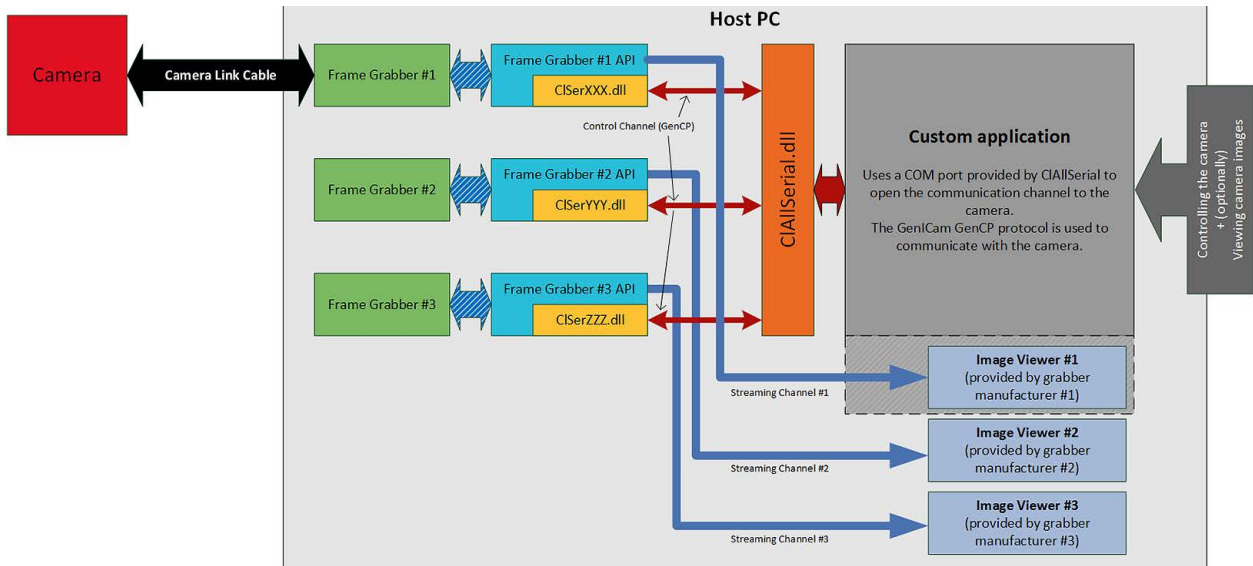 Host PC
Camera
Camera Link Cable
Frame Grabber #1
Frame Grabber #1 API
ClSerXXX.dll
Control Channel (GenCP)
Frame Grabber #2
Frame Grabber #2 API
ClSerYYY.dll
Frame Grabber #3
Frame Grabber #3 API
ClSerZZZ.dll
ClAllSerial.dll
Custom application
Uses a COM port provided by ClAllSerial to
open the communication channel to the
camera.
The GenICam GenCP protocol is used to
communicate with the camera.
Controlling the camera
+ (optionally)
Viewing camera images
Streaming Channel #1
Image Viewer #1
(provided by grabber
manufacturer #1)
Streaming Channel #2
Image Viewer #2
(provided by grabber
manufacturer #2)
Streaming Channel #3
Image Viewer #3
(provided by grabber
manufacturer #3)